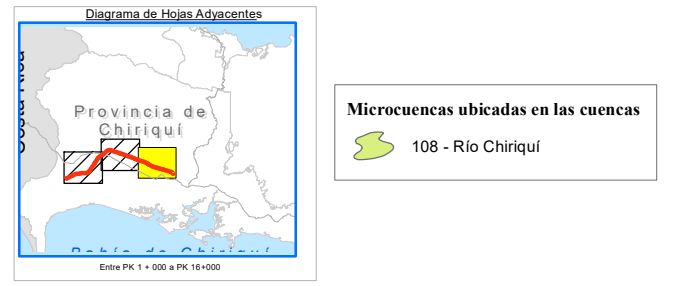 Diagrama de Hojas Adyacentes
Costa Rica
Provincia de
Chiriquí
Bahía de Chiriquí
Entre PK 1 + 000 a PK 16+000
Microcuencas ubicadas en las cuencas
108 - Río Chiriquí